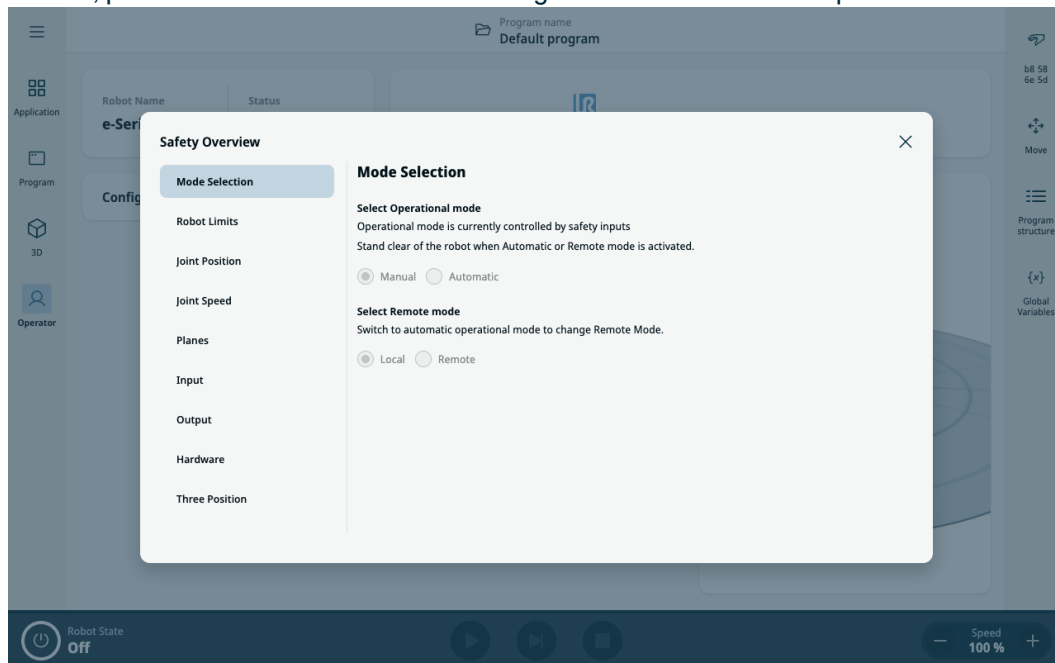 Program name
Default program
b8 58
6e 5d
Application
Robot Name
Status
e-Seri
Move
Safety Overview
Mode Selection
Mode Selection
Program
Config
Select Operational mode
Operational mode is currently controlled by safety inputs
Robot Limits
Program
structure
Stand clear of the robot when Automatic or Remote mode is activated.
3D
Joint Position
Manual
Automatic
{x}
Global
Variables
Joint Speed
Select Remote mode
Operator
Switch to automatic operational mode to change Remote Mode.
Planes
Local
Remote
Input
Output
Hardware
Three Position
Robot State
Off
Speed
100 %